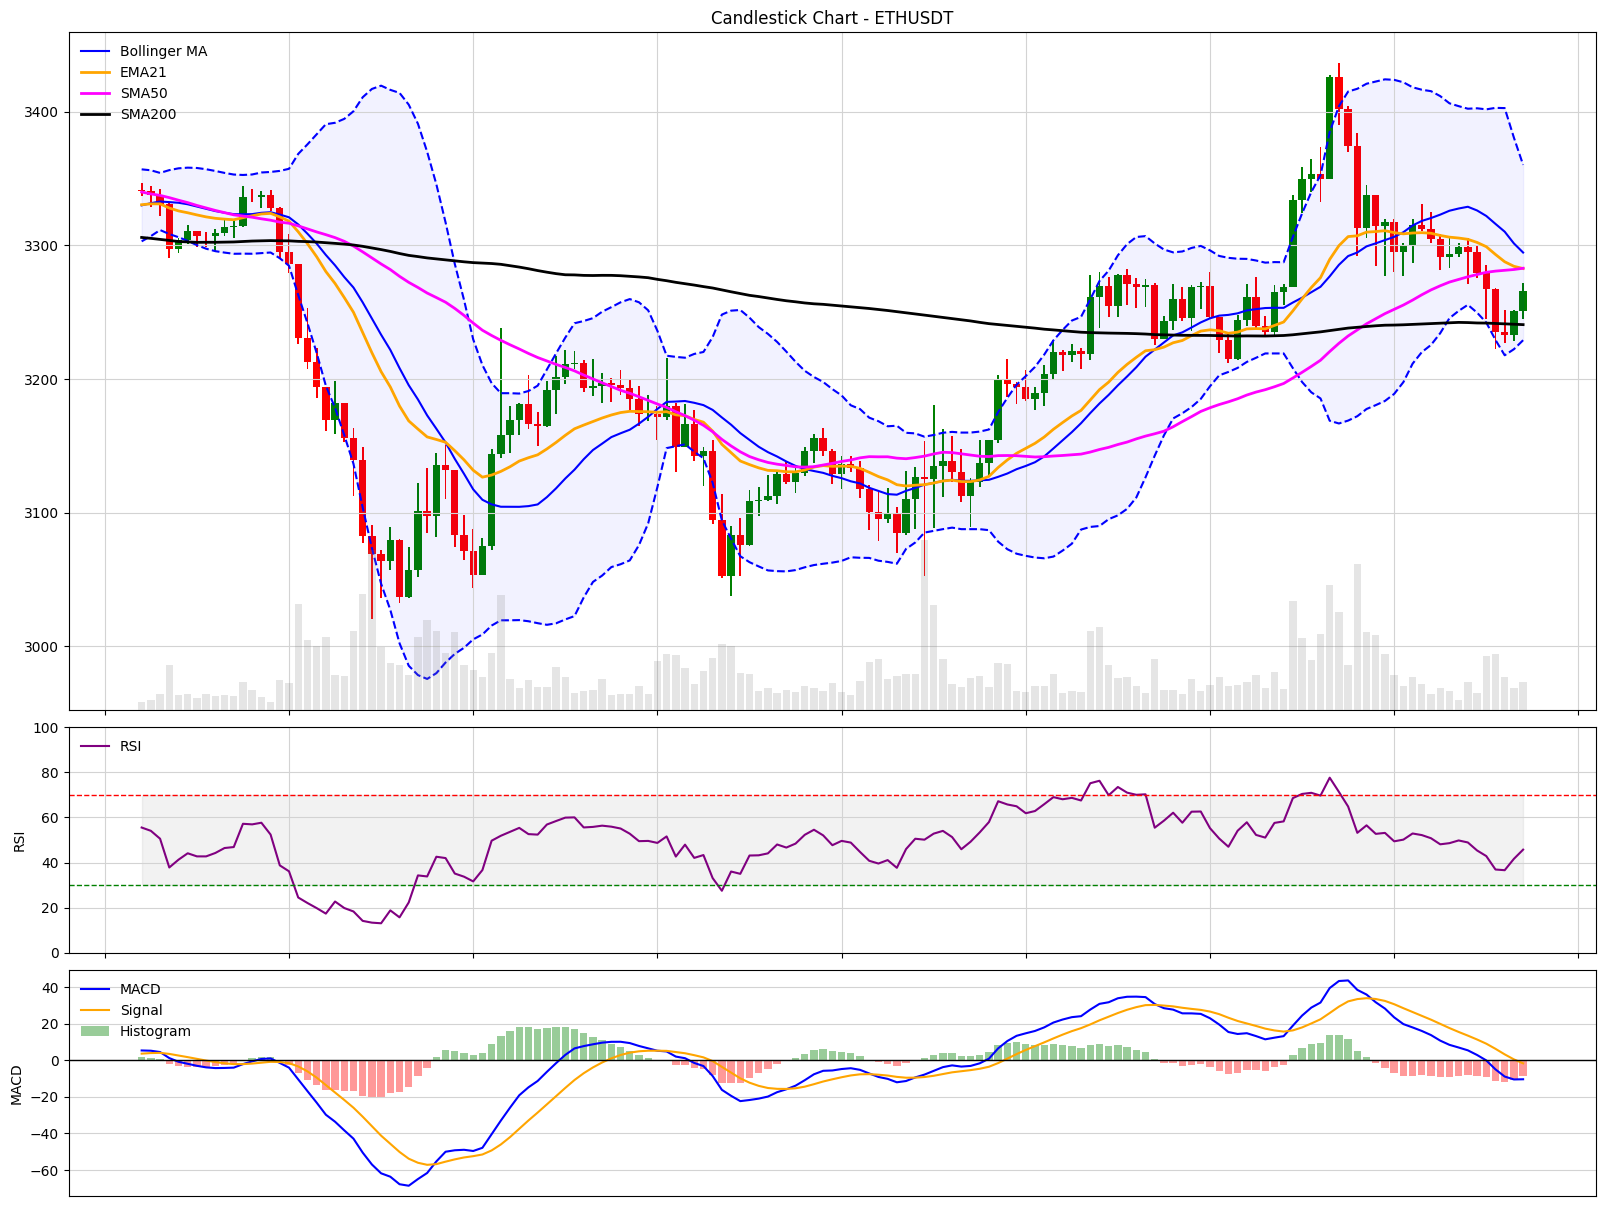 Candlestick Chart - ETHUSDT
Bollinger MA
EMA21
SMA50
SMA200
3400
3300
3200
3100
3000
RSI
100
80
60
40
20
0
RSI
MACD
Signal
Histogram
40
20
0
−20
−40
−60
MACD